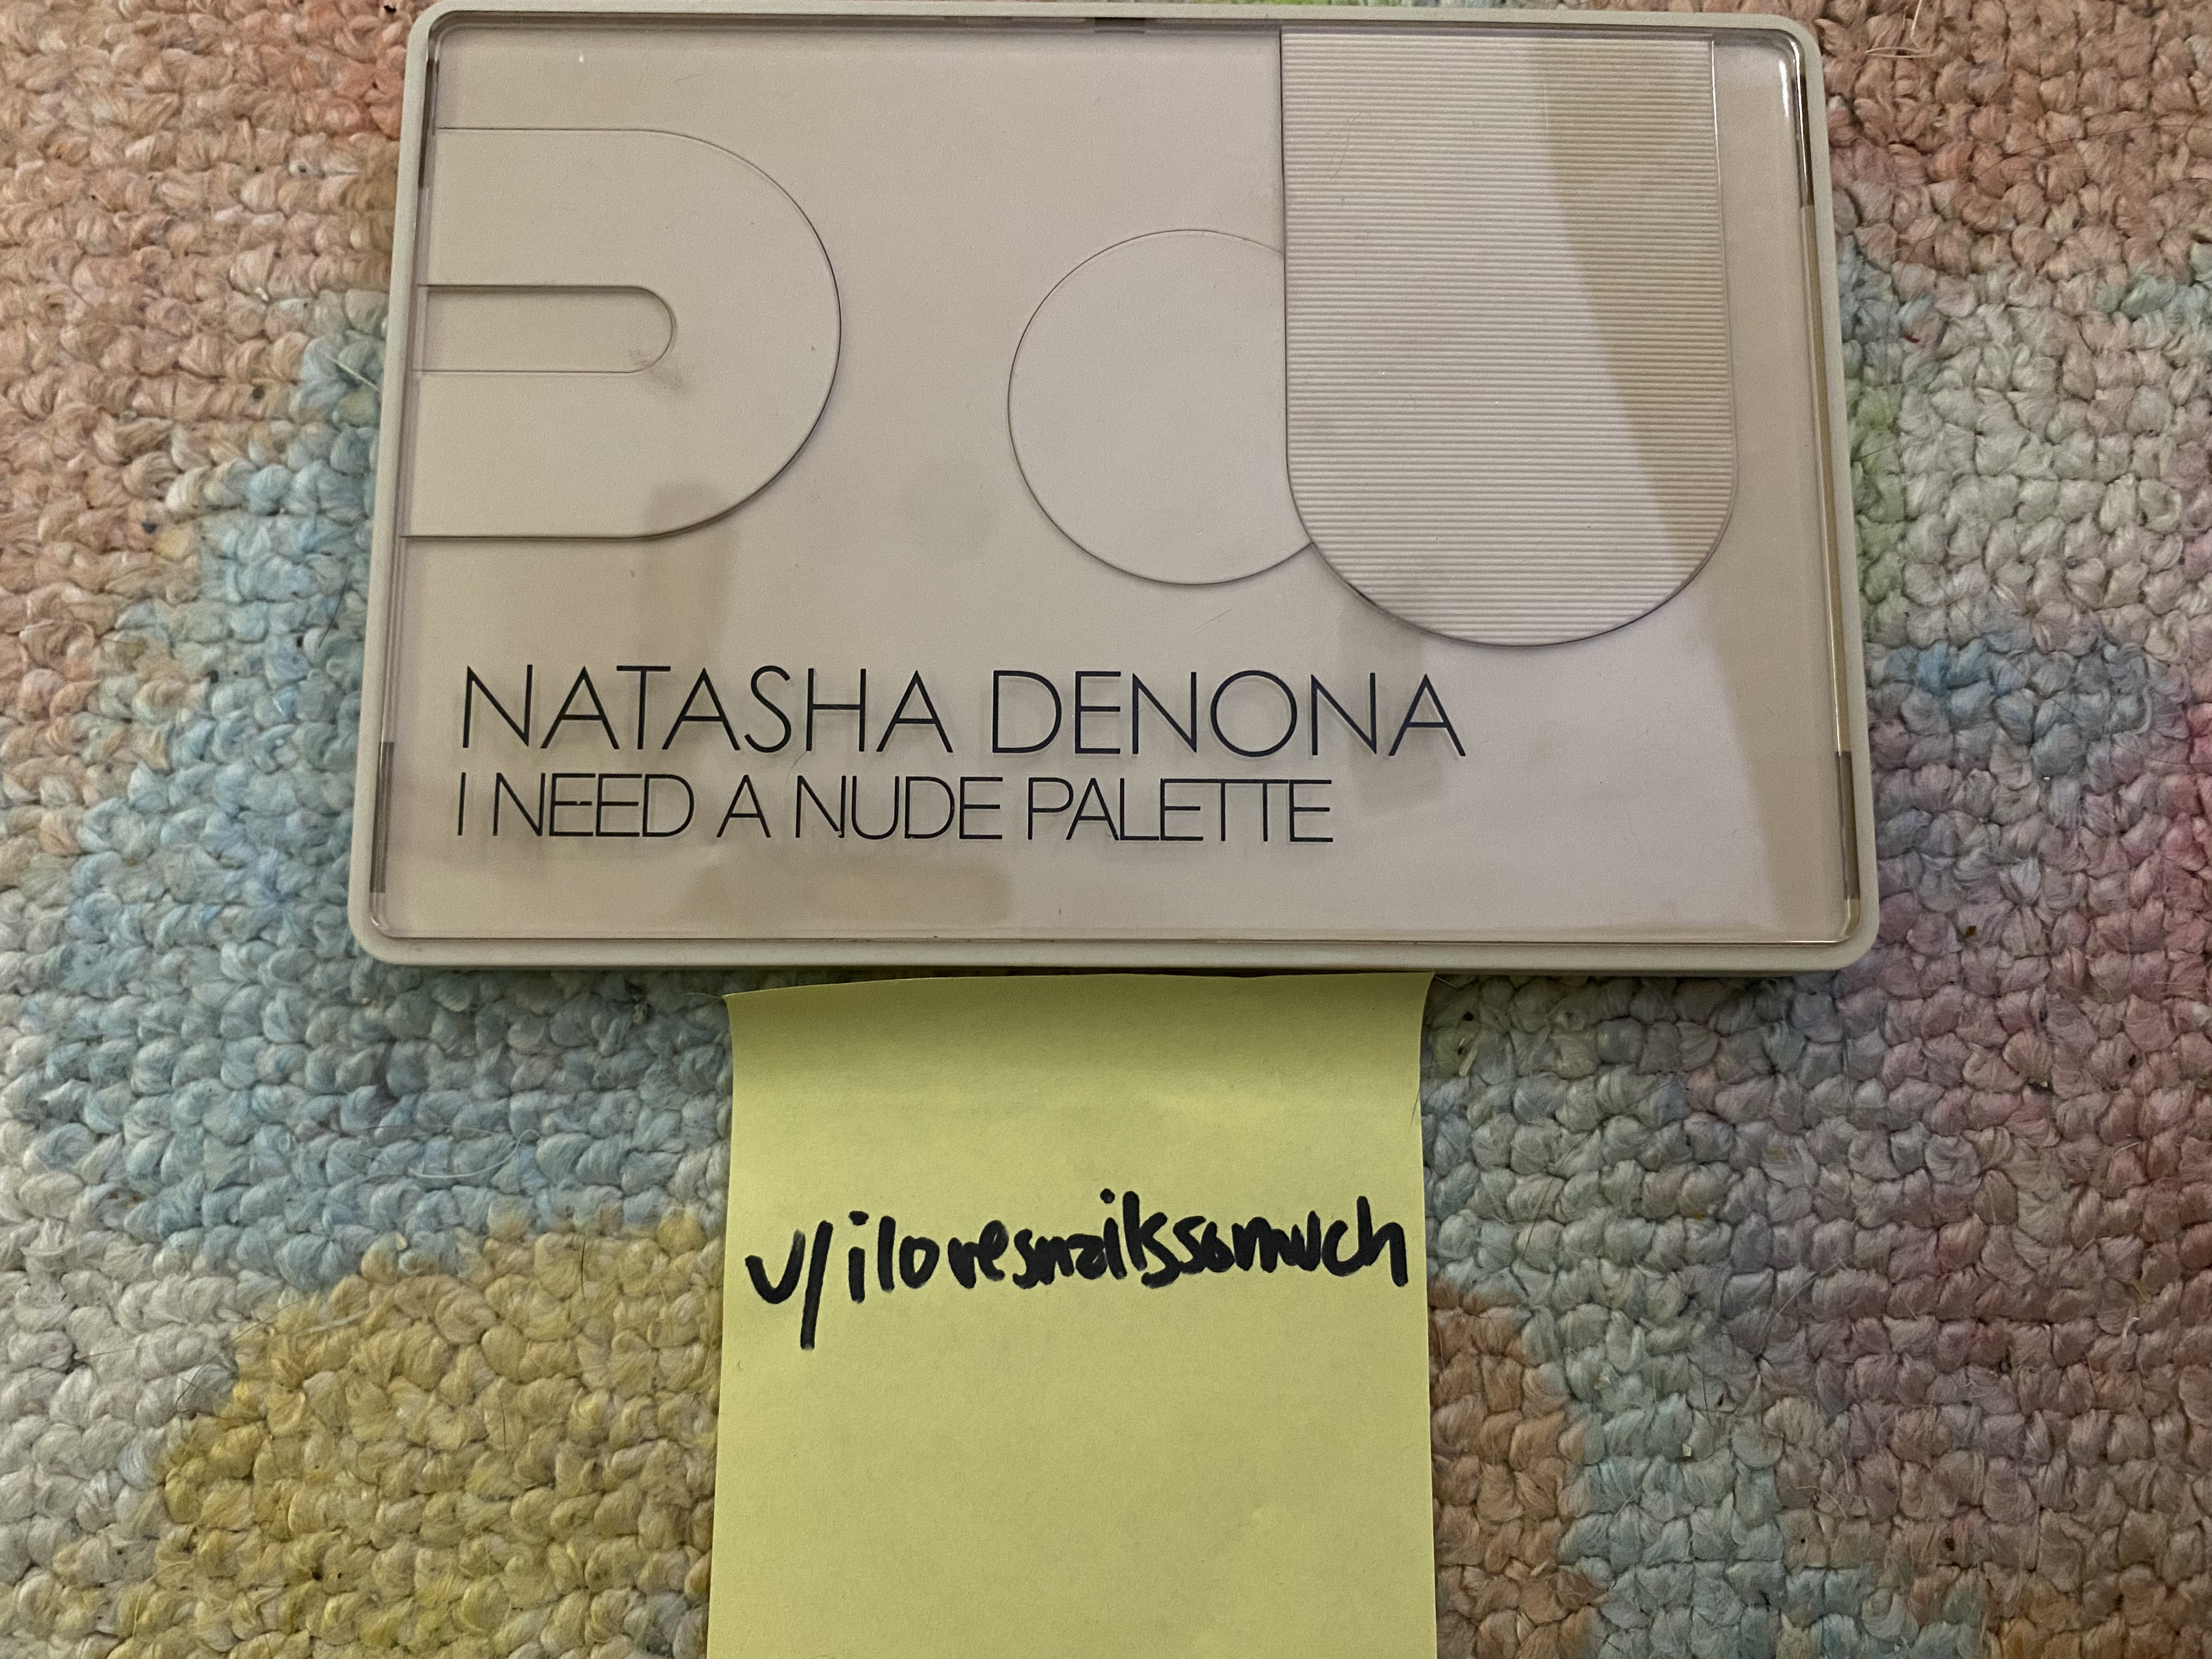 NATASHA DENONA
I NEED A NUDE PALETTE
u/ilovesnailssomuch